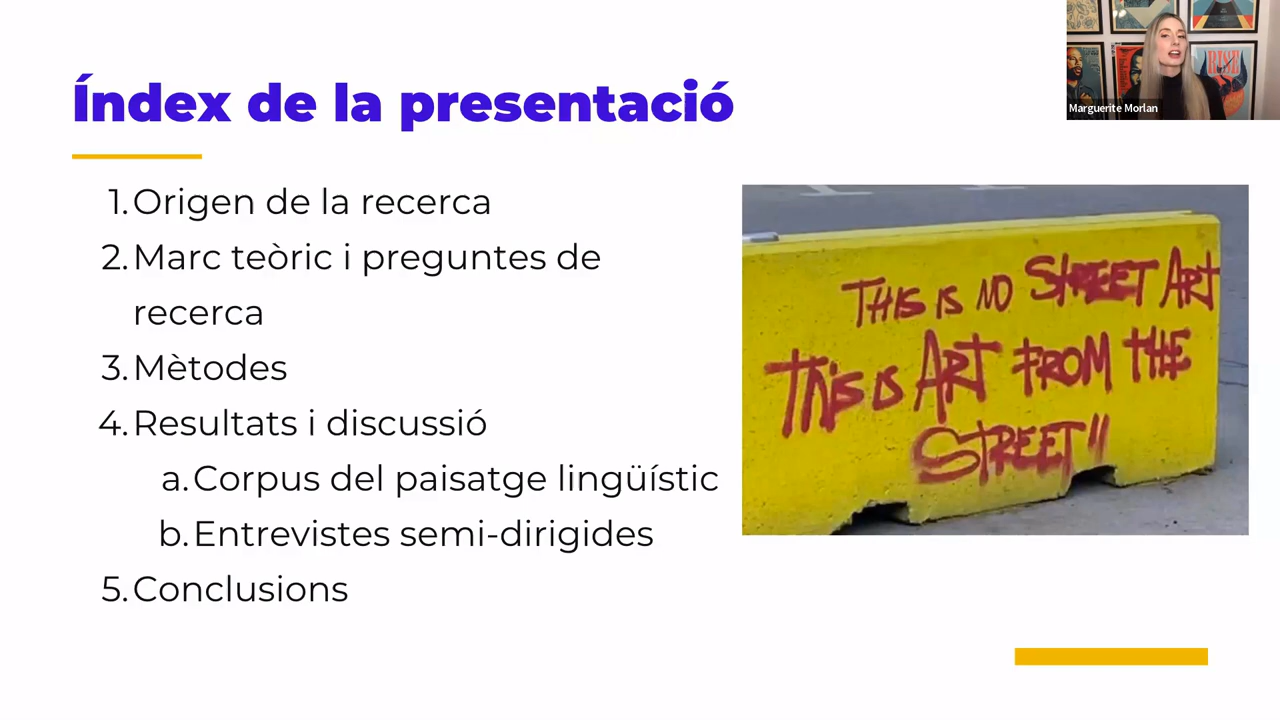 Índex de la presentació
1. Origen de la recerca
2. Marc teòric i preguntes de
recerca
3. Mètodes
4. Resultats i discussió
a. Corpus del paisatge lingüístic
b. Entrevistes semi-dirigides
5. Conclusions
THIS IS NO STREET ART
THIS IS ART FROM THE
STREET!!
RISE
Marguerite Morlan